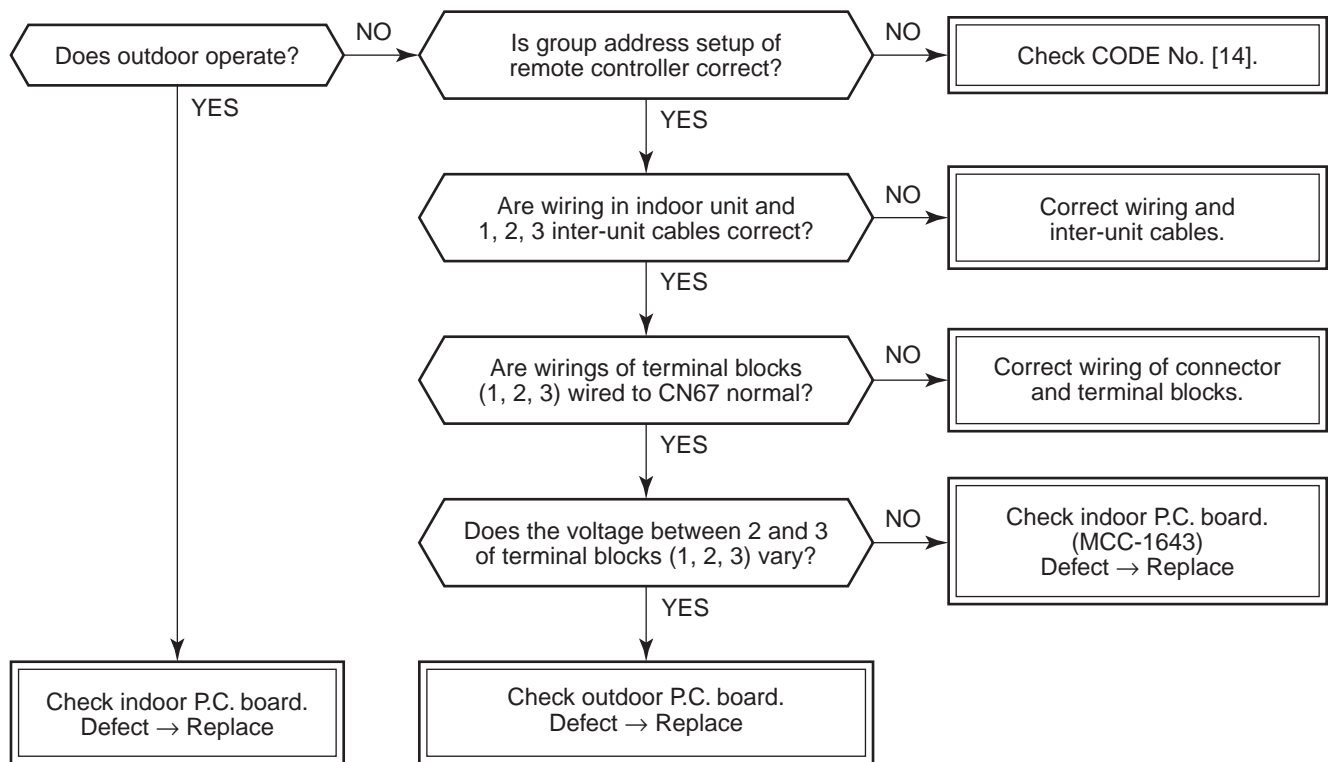 Does outdoor operate?
NO
Is group address setup of
remote controller correct?
NO
Check CODE No. [14].
YES
YES
Are wiring in indoor unit and
1, 2, 3 inter-unit cables correct?
NO
Correct wiring and
inter-unit cables.
YES
Are wirings of terminal blocks
(1, 2, 3) wired to CN67 normal?
NO
Correct wiring of connector
and terminal blocks.
YES
Does the voltage between 2 and 3
of terminal blocks (1, 2, 3) vary?
NO
Check indoor P.C. board.
(MCC-1643)
Defect → Replace
YES
Check indoor P.C. board.
Defect → Replace
Check outdoor P.C. board.
Defect → Replace